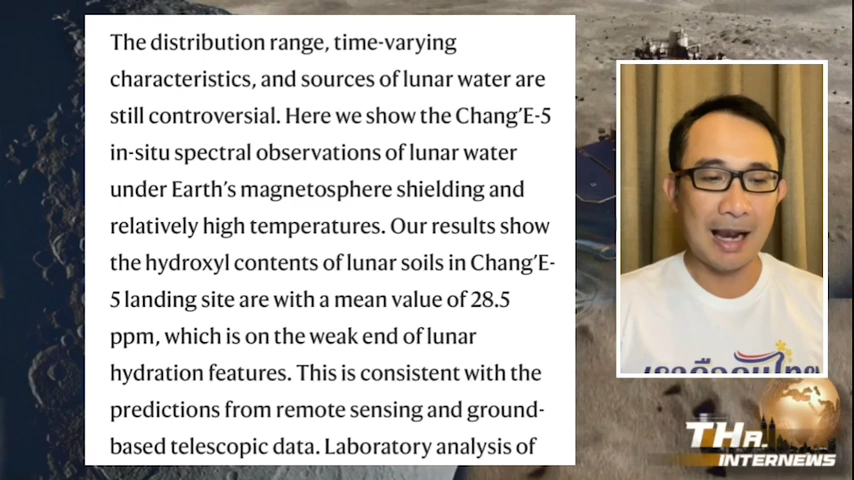 The distribution range, time-varying
characteristics, and sources of lunar water are
still controversial. Here we show the Chang’E-5
in-situ spectral observations of lunar water
under Earth’s magnetosphere shielding and
relatively high temperatures. Our results show
the hydroxyl contents of lunar soils in Chang’E-
5 landing site are with a mean value of 28.5
ppm, which is on the weak end of lunar
hydration features. This is consistent with the
predictions from remote sensing and ground-
based telescopic data. Laboratory analysis of
THA.
INTERNEWS